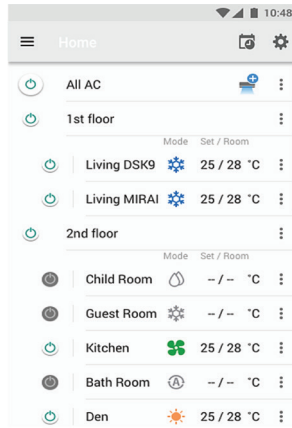 10:48
Home
All AC
1st floor
Mode Set / Room
Living DSK9 25 / 28 °C
Living MIRAI 25 / 28 °C
2nd floor
Mode Set / Room
Child Room -- / -- °C
Guest Room -- / -- °C
Kitchen 25 / 28 °C
Bath Room A -- / -- °C
Den 25 / 28 °C